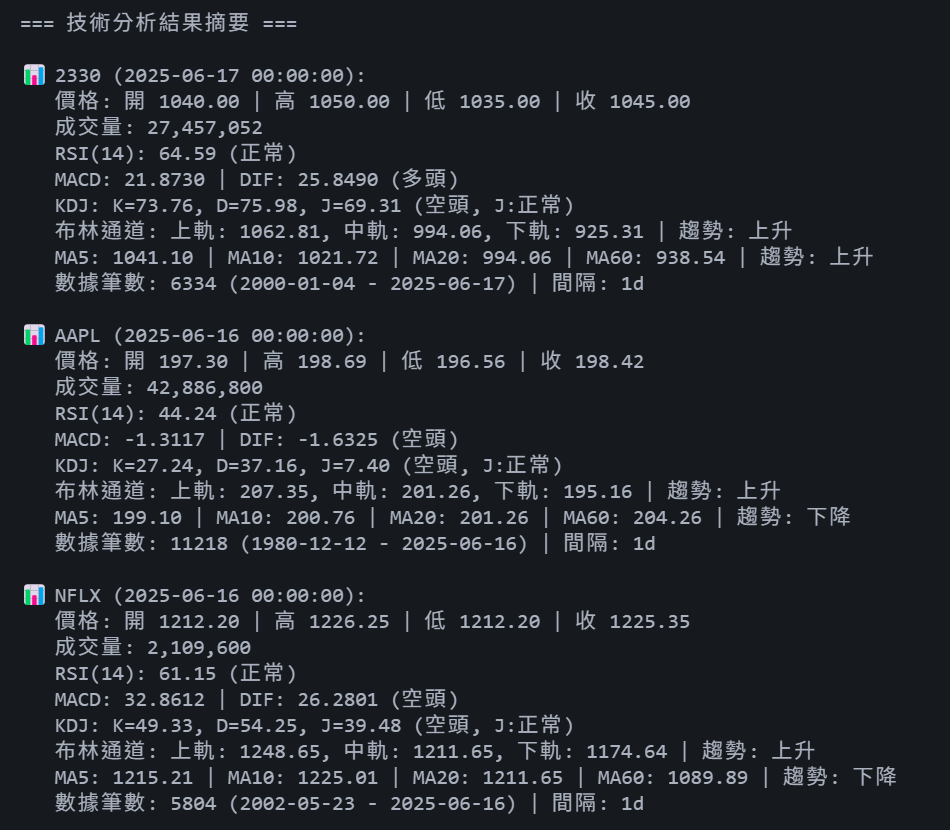 === 技術分析結果摘要 ===
📊 2330 (2025-06-17 00:00:00):
價格: 開 1040.00 | 高 1050.00 | 低 1035.00 | 收 1045.00
成交量: 27,457,052
RSI(14): 64.59 (正常)
MACD: 21.8730 | DIF: 25.8490 (多頭)
KDJ: K=73.76, D=75.98, J=69.31 (空頭, J:正常)
布林通道: 上軌: 1062.81, 中軌: 994.06, 下軌: 925.31 | 趨勢: 上升
MA5: 1041.10 | MA10: 1021.72 | MA20: 994.06 | MA60: 938.54 | 趨勢: 上升
數據筆數: 6334 (2000-01-04 - 2025-06-17) | 間隔: 1d
📊 AAPL (2025-06-16 00:00:00):
價格: 開 197.30 | 高 198.69 | 低 196.56 | 收 198.42
成交量: 42,886,800
RSI(14): 44.24 (正常)
MACD: -1.3117 | DIF: -1.6325 (空頭)
KDJ: K=27.24, D=37.16, J=7.40 (空頭, J:正常)
布林通道: 上軌: 207.35, 中軌: 201.26, 下軌: 195.16 | 趨勢: 上升
MA5: 199.10 | MA10: 200.76 | MA20: 201.26 | MA60: 204.26 | 趨勢: 下降
數據筆數: 11218 (1980-12-12 - 2025-06-16) | 間隔: 1d
📊 NFLX (2025-06-16 00:00:00):
價格: 開 1212.20 | 高 1226.25 | 低 1212.20 | 收 1225.35
成交量: 2,109,600
RSI(14): 61.15 (正常)
MACD: 32.8612 | DIF: 26.2801 (空頭)
KDJ: K=49.33, D=54.25, J=39.48 (空頭, J:正常)
布林通道: 上軌: 1248.65, 中軌: 1211.65, 下軌: 1174.64 | 趨勢: 上升
MA5: 1215.21 | MA10: 1225.01 | MA20: 1211.65 | MA60: 1089.89 | 趨勢: 下降
數據筆數: 5804 (2002-05-23 - 2025-06-16) | 間隔: 1d